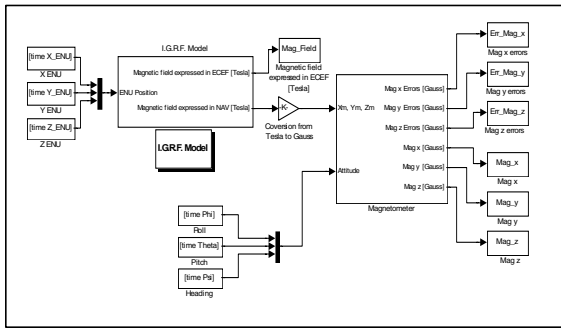 [time X_ENU]
X ENU
[time Y_ENU]
Y ENU
[time Z_ENU]
Z ENU
I.G.R.F. Model
ENU Position
Magnetic field expressed in ECEF [Tesla]
Magnetic field expressed in NAV [Tesla]
I.G.R.F. Model
Mag_Field
Magnetic field
expressed in ECEF
[Tesla]
-K-
Coversion from
Tesla to Gauss
[time Phi]
Roll
[time Theta]
Pitch
[time Psi]
Heading
Xm, Ym, Zm
Attitude
Mag x Errors [Gauss]
Mag y Errors [Gauss]
Mag z Errors [Gauss]
Mag x [Gauss]
Mag y [Gauss]
Mag z [Gauss]
Magnetometer
Err_Mag_x
Mag x errors
Err_Mag_y
Mag y errors
Err_Mag_z
Mag z errors
Mag_x
Mag x
Mag_y
Mag y
Mag_z
Mag z